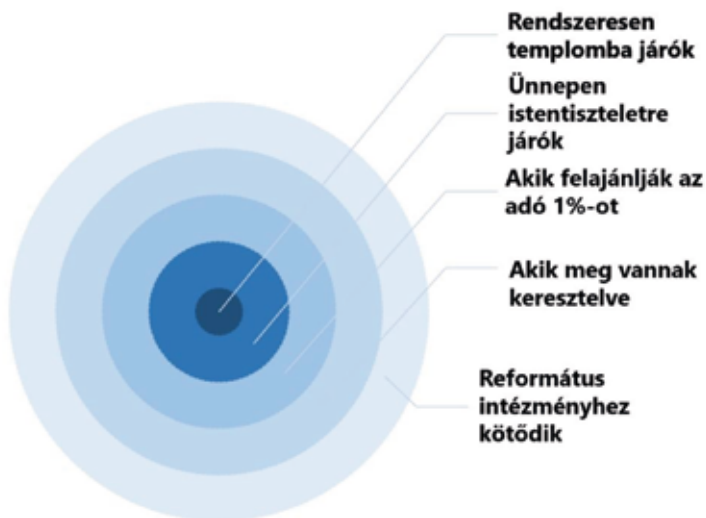 Rendszeresen
templomba járók
Ünnepen
istentiszteletre
járók
Akik felajánlják az
adó 1%-ot
Akik meg vannak
keresztelve
Református
intézményhez
kötődik